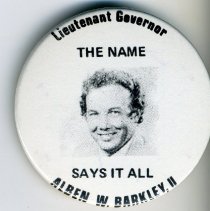 Lieutenant Governor
THE NAME
SAYS IT ALL
ALBEN W. BARKLEY, II